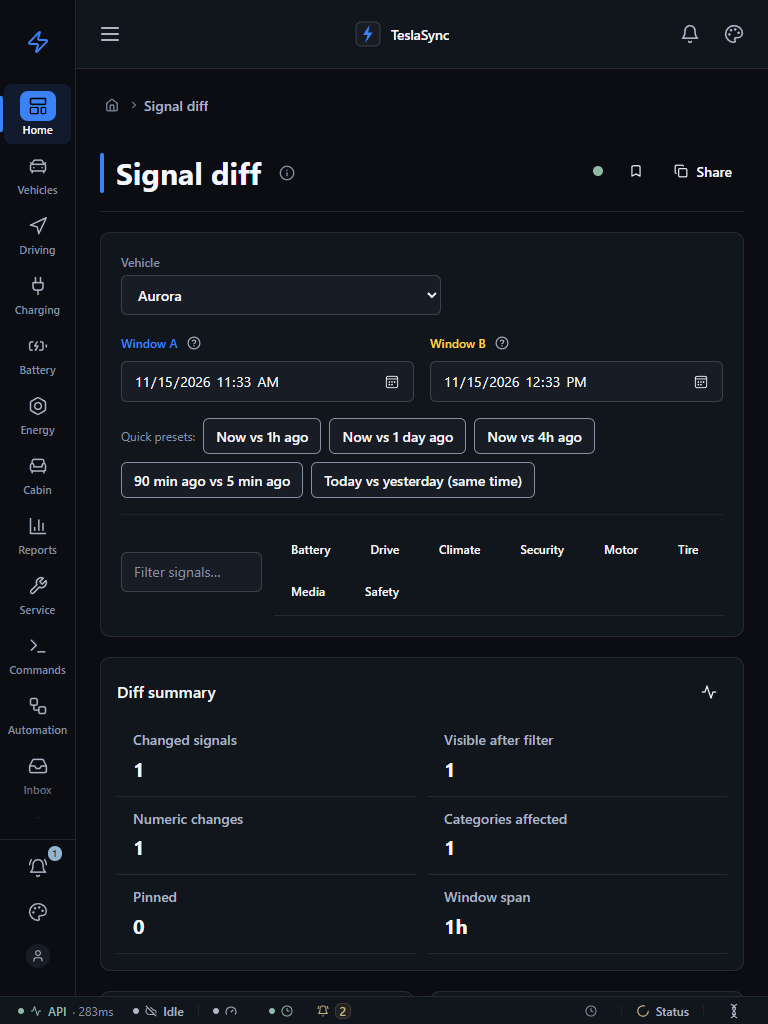 TeslaSync
Home
Vehicles
Driving
Charging
Battery
Energy
Cabin
Reports
Service
Commands
Automation
Inbox
1
Signal diff
Signal diff
Share
Vehicle
Aurora
Window A
Window B
11/15/2026 11:33 AM
11/15/2026 12:33 PM
Quick presets:
Now vs 1h ago
Now vs 1 day ago
Now vs 4h ago
90 min ago vs 5 min ago
Today vs yesterday (same time)
Filter signals...
Battery
Drive
Climate
Security
Motor
Tire
Media
Safety
Diff summary
Changed signals
1
Visible after filter
1
Numeric changes
1
Categories affected
1
Pinned
0
Window span
1h
API · 283ms
Idle
2
Status